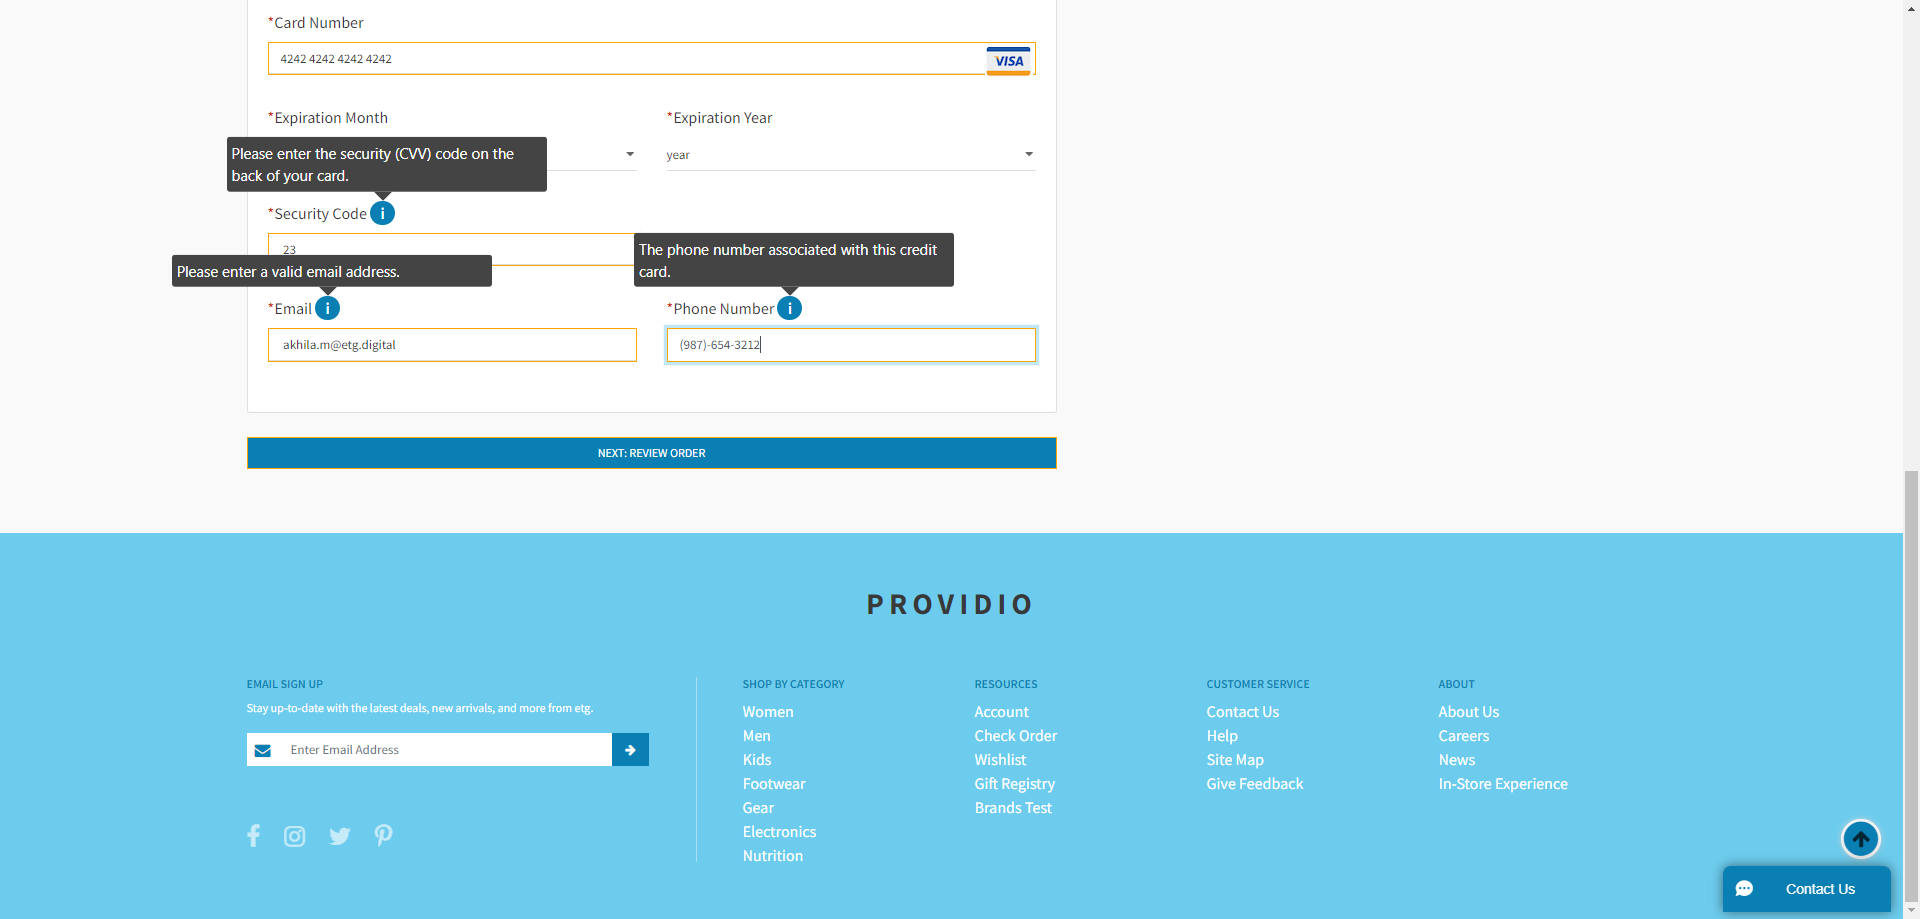 *Card Number
4242 4242 4242 4242
VISA
*Expiration Month
*Expiration Year
Please enter the security (CVV) code on the
back of your card.
year
*Security Code i
23
The phone number associated with this credit
card.
Please enter a valid email address.
*Email i
*Phone Number i
akhila.m@etg.digital
(987)-654-3212
NEXT: REVIEW ORDER
PROVIDIO
EMAIL SIGN UP
Stay up-to-date with the latest deals, new arrivals, and more from etg.
Enter Email Address
SHOP BY CATEGORY
Women
Men
Kids
Footwear
Gear
Electronics
Nutrition
RESOURCES
Account
Check Order
Wishlist
Gift Registry
Brands Test
CUSTOMER SERVICE
Contact Us
Help
Site Map
Give Feedback
ABOUT
About Us
Careers
News
In-Store Experience
Contact Us